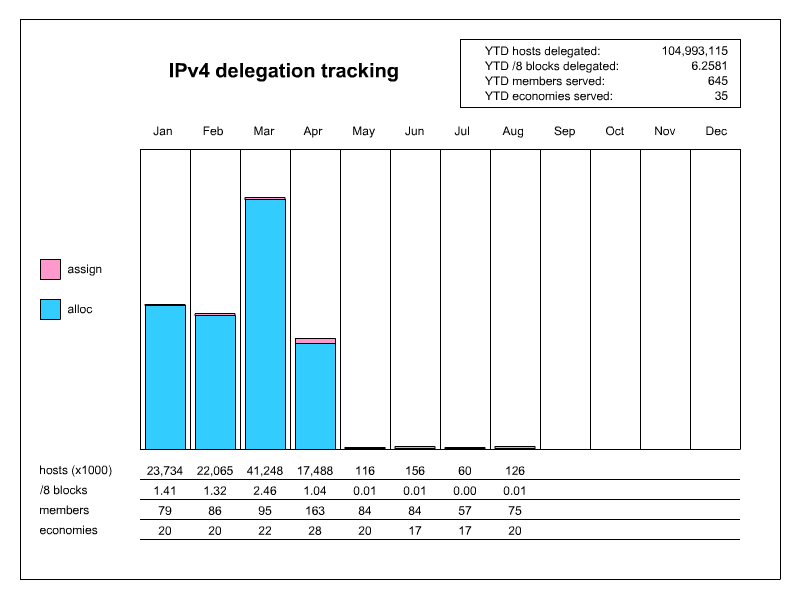 IPv4 delegation tracking
YTD hosts delegated: 104,993,115
YTD /8 blocks delegated: 6.2581
YTD members served: 645
YTD economies served: 35
Jan Feb Mar Apr May Jun Jul Aug Sep Oct Nov Dec
assign
alloc
hosts (x1000) 23,734 22,065 41,248 17,488 116 156 60 126
/8 blocks 1.41 1.32 2.46 1.04 0.01 0.01 0.00 0.01
members 79 86 95 163 84 84 57 75
economies 20 20 22 28 20 17 17 20